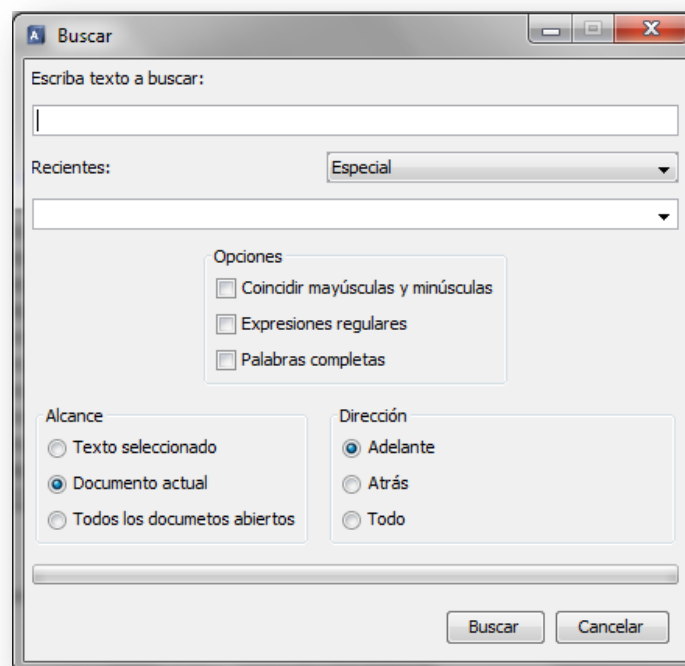 Buscar
Escriba texto a buscar:
Recientes: Especial
Opciones
Coincidir mayúsculas y minúsculas
Expresiones regulares
Palabras completas
Alcance
Texto seleccionado
Documento actual
Todos los documetos abiertos
Dirección
Adelante
Atrás
Todo
Buscar Cancelar